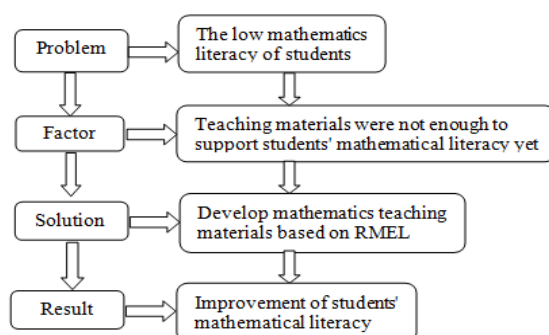 Problem
The low mathematics
literacy of students
Factor
Teaching materials were not enough to
support students' mathematical literacy yet
Solution
Develop mathematics teaching
materials based on RMEL
Result
Improvement of students'
mathematical literacy